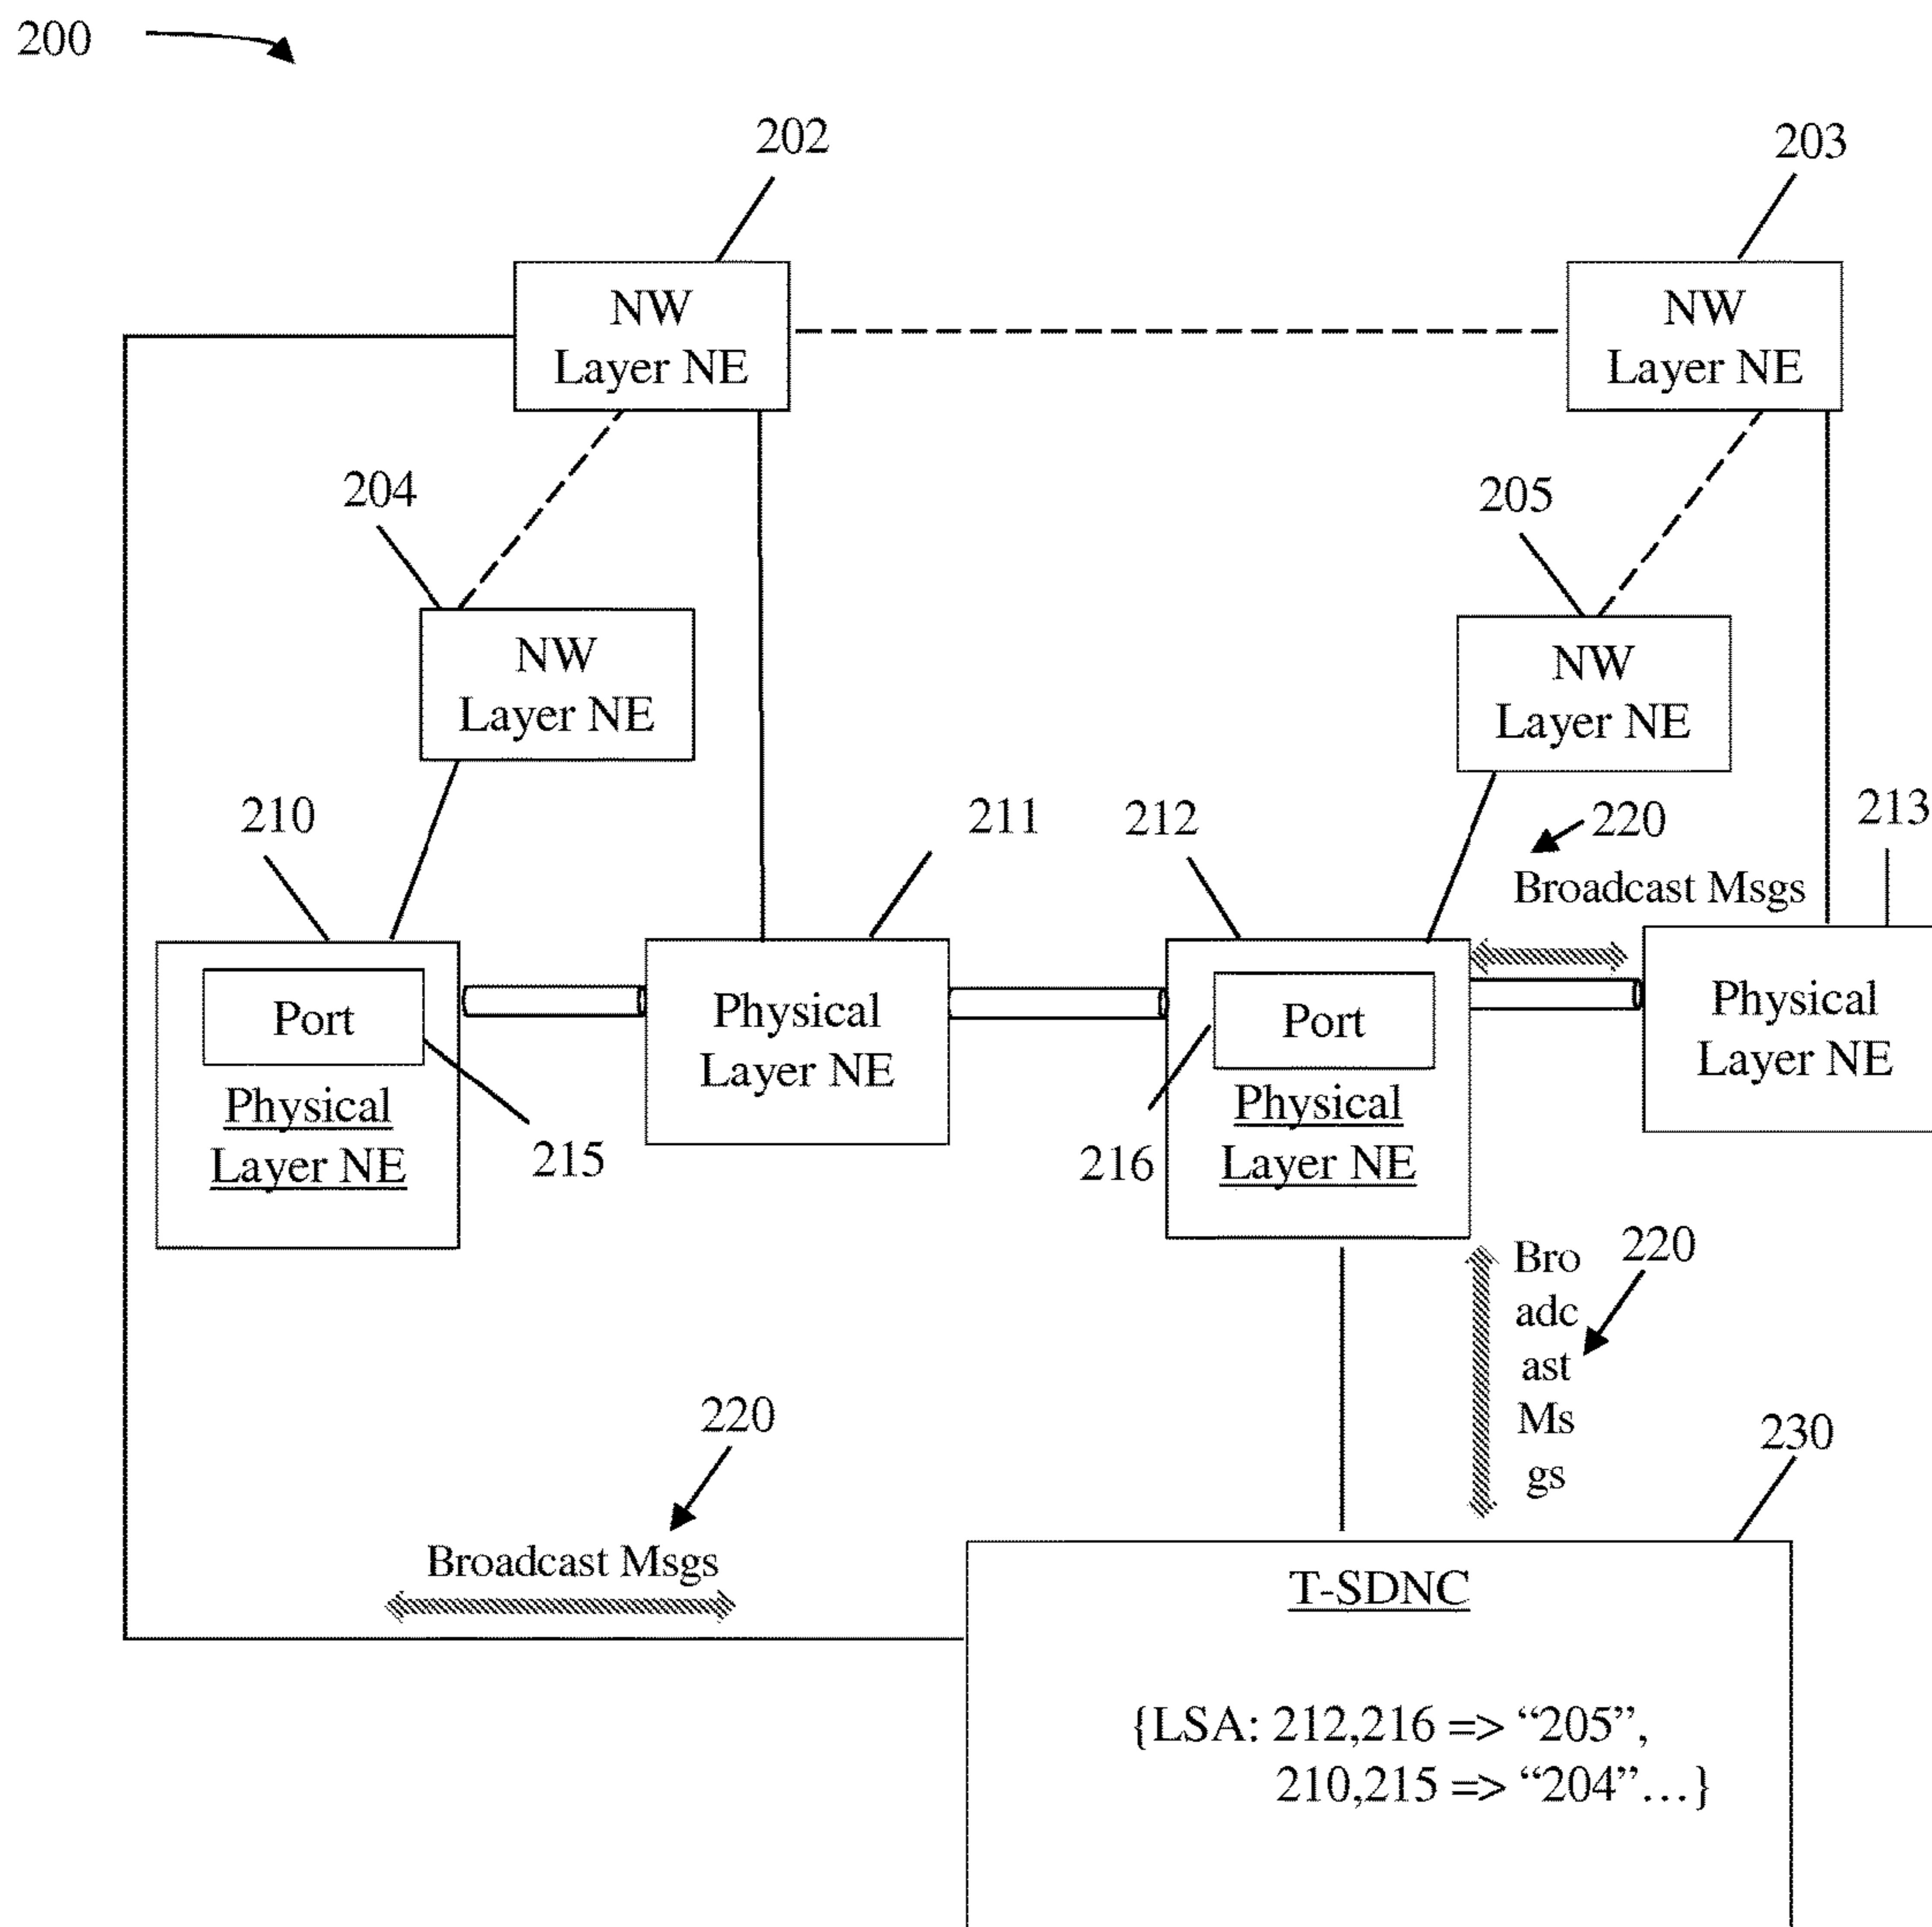 200
202
203
NW
Layer NE
NW
Layer NE
204
205
NW
Layer NE
NW
Layer NE
210
211
212
220
213
Broadcast Msgs
Port
Physical
Layer NE
215
Physical
Layer NE
Port
216
Physical
Layer NE
Physical
Layer NE
Bro
adc
ast
Ms
gs
220
220
Broadcast Msgs
230
T-SDNC
{LSA: 212,216 => “205”,
210,215 => “204”…}